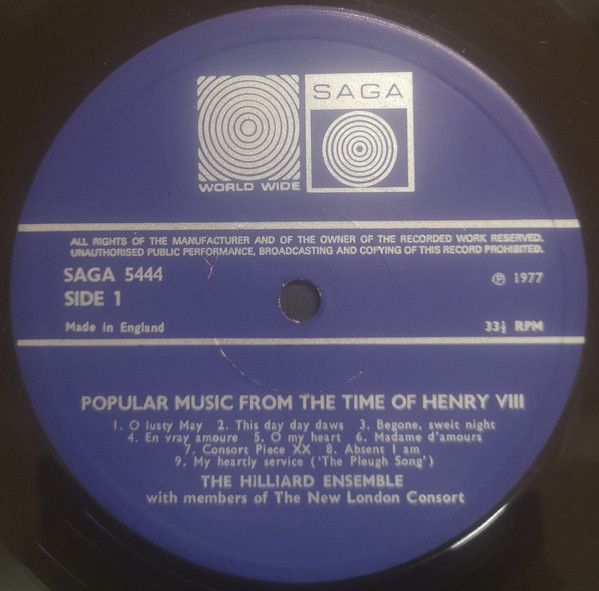 SAGA
WORLD WIDE
ALL RIGHTS OF THE MANUFACTURER AND OF THE OWNER OF THE RECORDED WORK RESERVED.
UNAUTHORISED PUBLIC PERFORMANCE, BROADCASTING AND COPYING OF THIS RECORD PROHIBITED.
SAGA 5444 ℗ 1977
SIDE 1
Made in England 33⅓ RPM
POPULAR MUSIC FROM THE TIME OF HENRY VIII
1. O lusty May 2. This day day daws 3. Begone, sweit night
4. En vray amoure 5. O my heart 6. Madame d'amours
7. Consort Piece XX 8. Absent I am
9. My heartly service ('The Pleugh Song')
THE HILLIARD ENSEMBLE
with members of The New London Consort